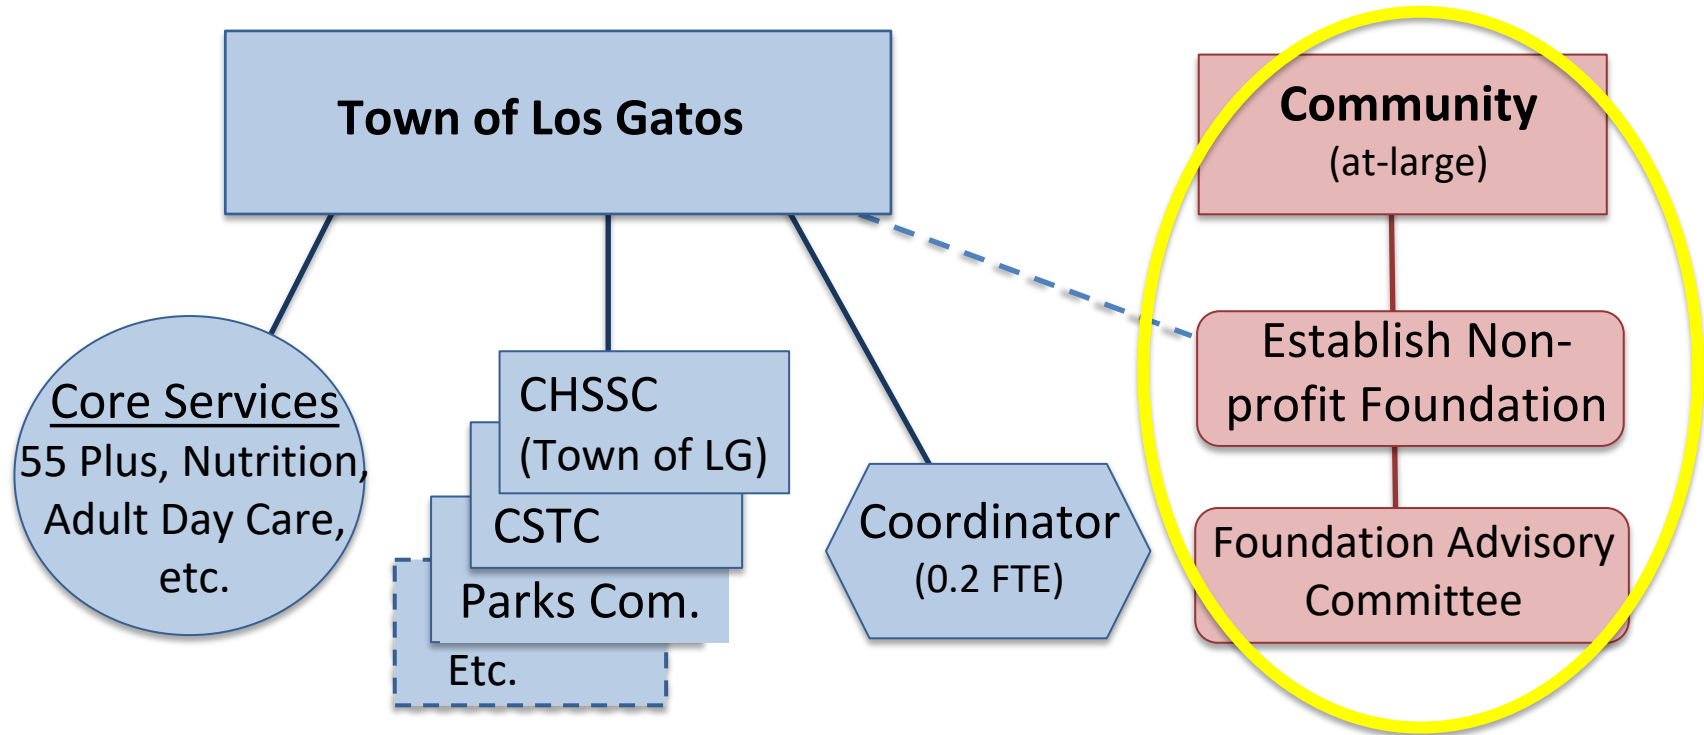 Town of Los Gatos
Community
(at-large)
Core Services
55 Plus, Nutrition,
Adult Day Care,
etc.
CHSSC
(Town of LG)
CSTC
Parks Com.
Etc.
Coordinator
(0.2 FTE)
Establish Non-
profit Foundation
Foundation Advisory
Committee